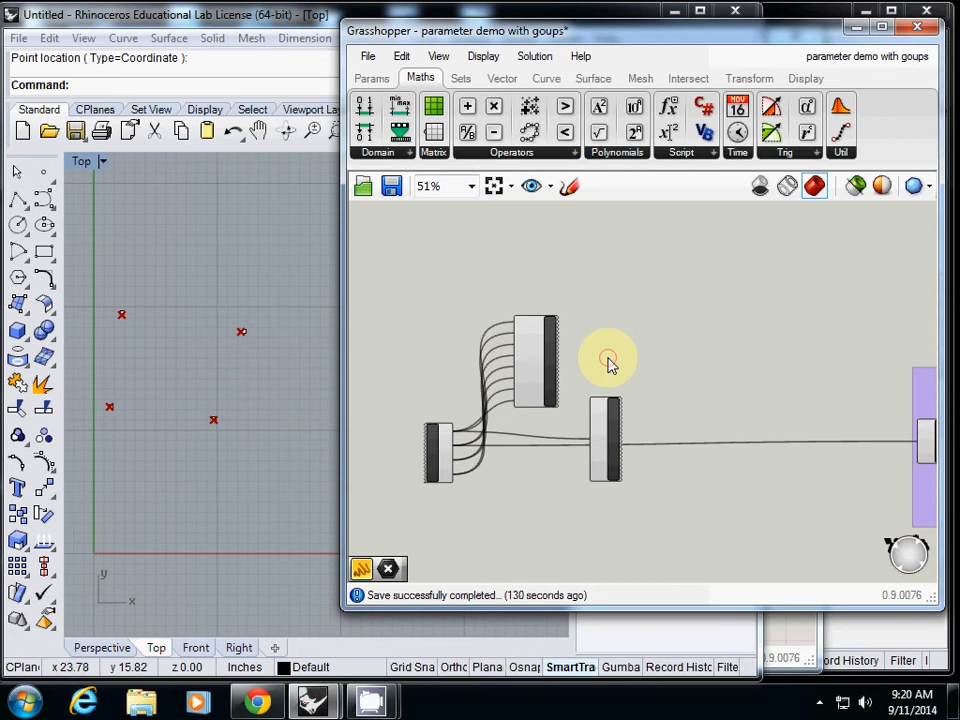 Untitled - Rhinoceros Educational Lab License (64-bit) - [Top]
File Edit View Curve Surface Solid Mesh Dimension
Point location ( Type=Coordinate ):
Command:
Standard CPlanes Set View Display Select Viewport Lay
Top
y
x
Perspective Top Front Right
CPlane x 23.78 y 15.82 z 0.00 Inches Default Grid Sna Ortho Plana Osnap SmartTra Gumba Record Histo Filte
Grasshopper - parameter demo with goups*
File Edit View Display Solution Help parameter demo with goups
Params Maths Sets Vector Curve Surface Mesh Intersect Transform Display
Domain Matrix Operators Polynomials Script Time Trig Util
51%
Save successfully completed... (130 seconds ago) 0.9.0076
0.0076
ord History Filter
9:20 AM
9/11/2014